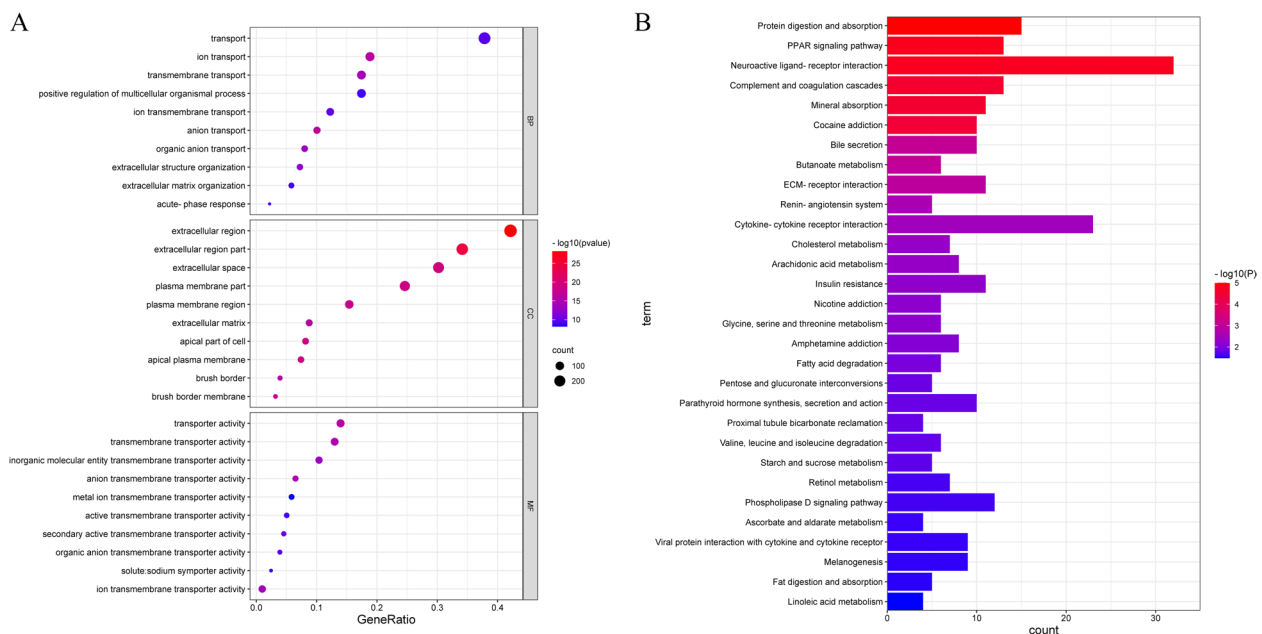 A
transport
ion transport
transmembrane transport
positive regulation of multicellular organismal process
ion transmembrane transport
anion transport
organic anion transport
extracellular structure organization
extracellular matrix organization
acute- phase response
BP
extracellular region
extracellular region part
extracellular space
plasma membrane part
plasma membrane region
extracellular matrix
apical part of cell
apical plasma membrane
brush border
brush border membrane
CC
transporter activity
transmembrane transporter activity
inorganic molecular entity transmembrane transporter activity
anion transmembrane transporter activity
metal ion transmembrane transporter activity
active transmembrane transporter activity
secondary active transmembrane transporter activity
organic anion transmembrane transporter activity
solute:sodium symporter activity
ion transmembrane transporter activity
MF
0.0 0.1 0.2 0.3 0.4
GeneRatio
- log10(pvalue)
25
20
15
10
count
100
200
B
Protein digestion and absorption
PPAR signaling pathway
Neuroactive ligand- receptor interaction
Complement and coagulation cascades
Mineral absorption
Cocaine addiction
Bile secretion
Butanoate metabolism
ECM- receptor interaction
Renin- angiotensin system
Cytokine- cytokine receptor interaction
Cholesterol metabolism
Arachidonic acid metabolism
Insulin resistance
Nicotine addiction
Glycine, serine and threonine metabolism
Amphetamine addiction
Fatty acid degradation
Pentose and glucuronate interconversions
Parathyroid hormone synthesis, secretion and action
Proximal tubule bicarbonate reclamation
Valine, leucine and isoleucine degradation
Starch and sucrose metabolism
Retinol metabolism
Phospholipase D signaling pathway
Ascorbate and aldarate metabolism
Viral protein interaction with cytokine and cytokine receptor
Melanogenesis
Fat digestion and absorption
Linoleic acid metabolism
term
0 10 20 30
count
- log10(P)
5
4
3
2